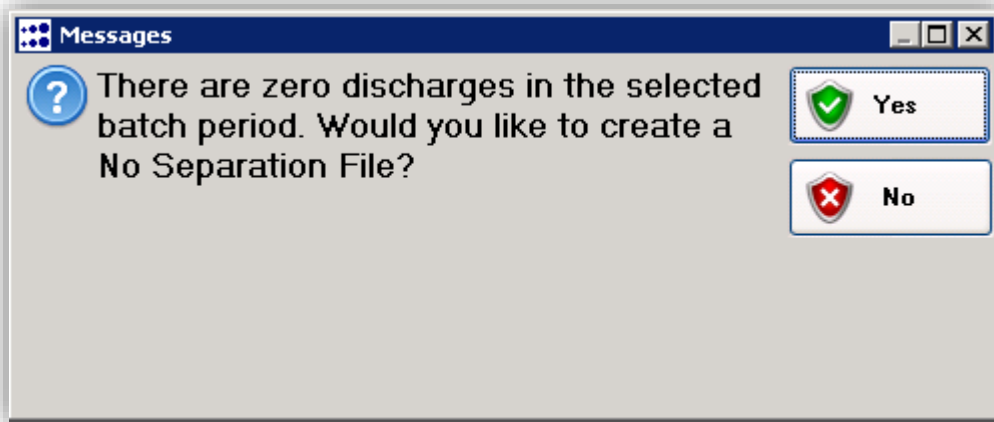 Messages
There are zero discharges in the selected
batch period. Would you like to create a
No Separation File?
Yes
No